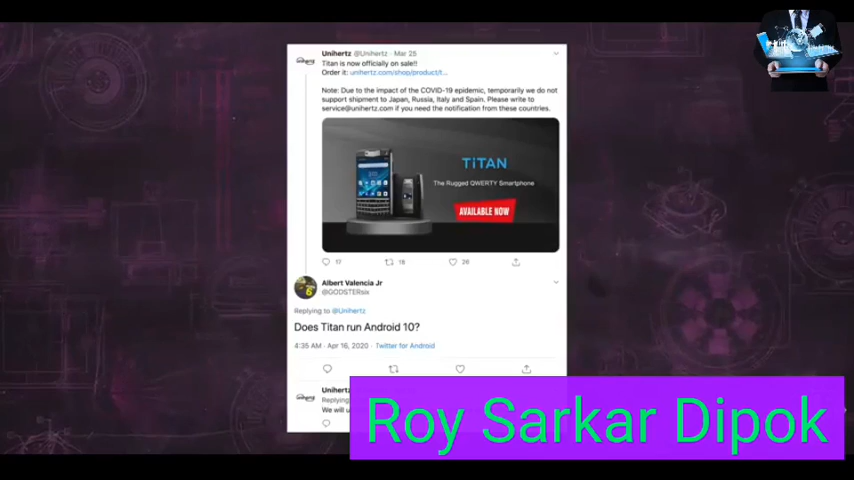 Unihertz @Unihertz · Mar 25
Titan is now officially on sale!!
Order it: unihertz.com/shop/product/t...
Note: Due to the impact of the COVID-19 epidemic, temporarily we do not
support shipment to Japan, Russia, Italy and Spain. Please write to
service@unihertz.com if you need the notification from these countries.
TiTAN
The Rugged QWERTY Smartphone
AVAILABLE NOW
17 16 26
Albert Valencia Jr
@GODSTERsix
Replying to @Unihertz
Does Titan run Android 10?
4:35 AM · Apr 16, 2020 · Twitter for Android
Unihertz
Replying
We will u
Roy Sarkar Dipok